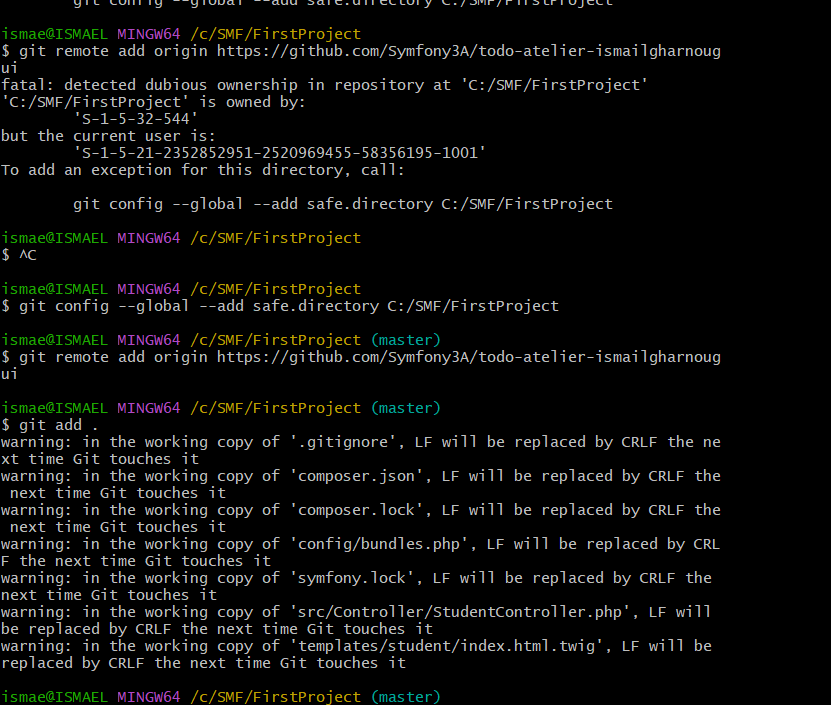 git config --global --add safe.directory C:/SMF/FirstProject
ismae@ISMAEL MINGW64 /c/SMF/FirstProject
$ git remote add origin https://github.com/Symfony3A/todo-atelier-ismailgharnoug
ui
fatal: detected dubious ownership in repository at 'C:/SMF/FirstProject'
'C:/SMF/FirstProject' is owned by:
        'S-1-5-32-544'
but the current user is:
        'S-1-5-21-2352852951-2520969455-58356195-1001'
To add an exception for this directory, call:
        git config --global --add safe.directory C:/SMF/FirstProject
ismae@ISMAEL MINGW64 /c/SMF/FirstProject
$ ^C
ismae@ISMAEL MINGW64 /c/SMF/FirstProject
$ git config --global --add safe.directory C:/SMF/FirstProject
ismae@ISMAEL MINGW64 /c/SMF/FirstProject (master)
$ git remote add origin https://github.com/Symfony3A/todo-atelier-ismailgharnoug
ui
ismae@ISMAEL MINGW64 /c/SMF/FirstProject (master)
$ git add .
warning: in the working copy of '.gitignore', LF will be replaced by CRLF the ne
xt time Git touches it
warning: in the working copy of 'composer.json', LF will be replaced by CRLF the
 next time Git touches it
warning: in the working copy of 'composer.lock', LF will be replaced by CRLF the
 next time Git touches it
warning: in the working copy of 'config/bundles.php', LF will be replaced by CRL
F the next time Git touches it
warning: in the working copy of 'symfony.lock', LF will be replaced by CRLF the
next time Git touches it
warning: in the working copy of 'src/Controller/StudentController.php', LF will
be replaced by CRLF the next time Git touches it
warning: in the working copy of 'templates/student/index.html.twig', LF will be
replaced by CRLF the next time Git touches it
ismae@ISMAEL MINGW64 /c/SMF/FirstProject (master)